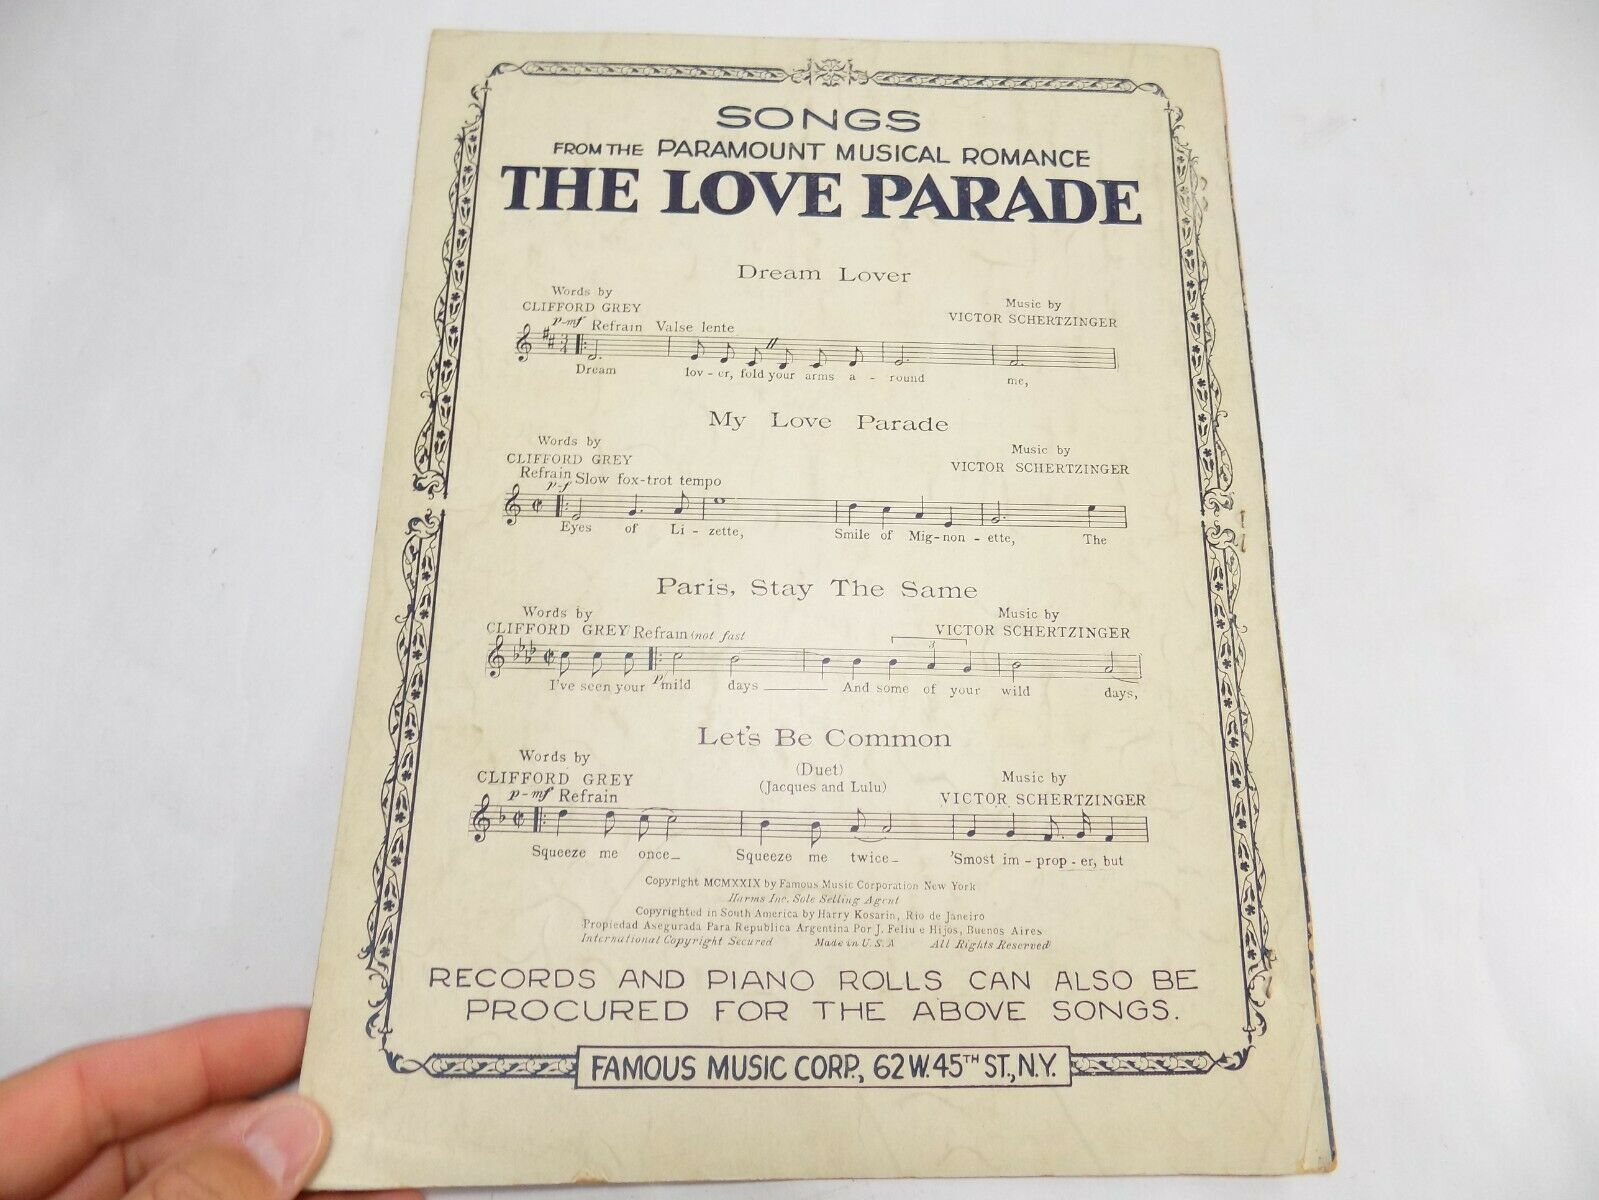 SONGS
FROM THE PARAMOUNT MUSICAL ROMANCE
THE LOVE PARADE
Dream Lover
Words by
CLIFFORD GREY
Music by
VICTOR SCHERTZINGER
p-mf Refrain Valse lente
Dream lov-er, fold your arms a-round me,
My Love Parade
Words by
CLIFFORD GREY
Music by
VICTOR SCHERTZINGER
Refrain Slow fox-trot tempo
p-f
Eyes of Li-zette, Smile of Mig-non-ette, The
Paris, Stay The Same
Words by
CLIFFORD GREY
Music by
VICTOR SCHERTZINGER
Refrain (not fast
3
I've seen your p mild days And some of your wild days,
Let's Be Common
(Duet)
(Jacques and Lulu)
Words by
CLIFFORD GREY
Music by
VICTOR SCHERTZINGER
p-mf Refrain
Squeeze me once Squeeze me twice 'Smost im-prop-er, but
Copyright MCMXXIX by Famous Music Corporation New York
Harms Inc. Sole Selling Agent
Copyrighted in South America by Harry Kosarin, Rio de Janeiro
Propiedad Asegurada Para Republica Argentina Por J. Feliu e Hijos, Buenos Aires
International Copyright Secured Made in U.S.A All Rights Reserved
RECORDS AND PIANO ROLLS CAN ALSO BE
PROCURED FOR THE ABOVE SONGS.
FAMOUS MUSIC CORP., 62 W. 45TH ST., N.Y.